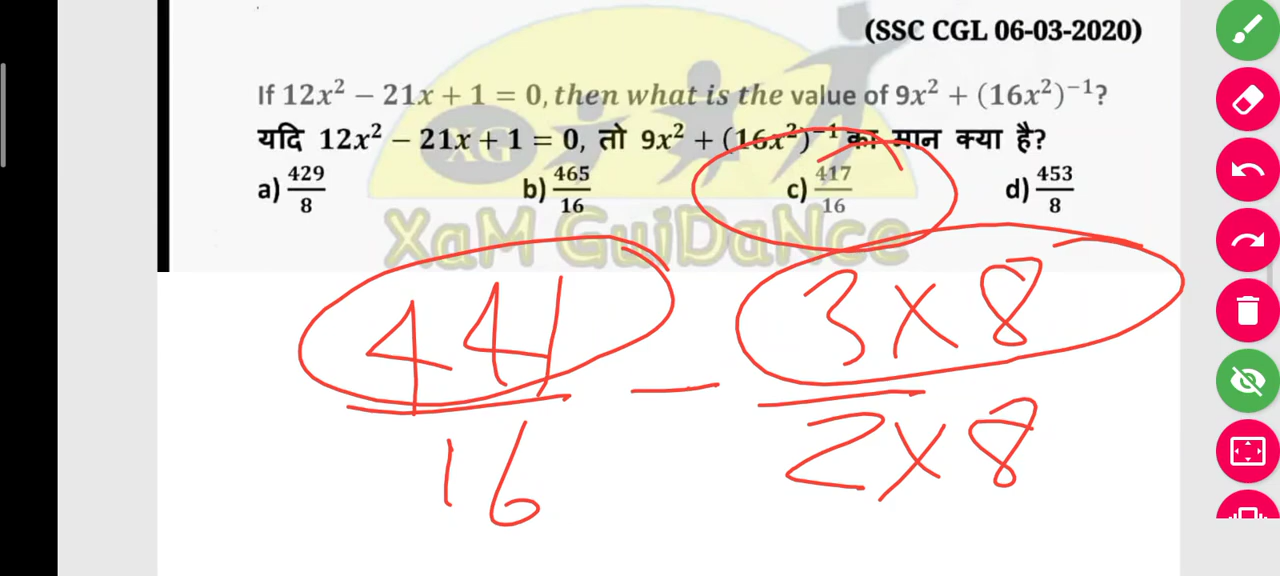 (SSC CGL 06-03-2020)
If 12x² − 21x + 1 = 0, then what is the value of 9x² + (16x²)⁻¹?
यदि 12x² − 21x + 1 = 0, तो 9x² + (16x²)⁻¹ का मान क्या है?
a) 429/8 b) 465/16 c) 417/16 d) 453/8
AG
XaM GuiDaNce
441/16 − 3×8/2×8